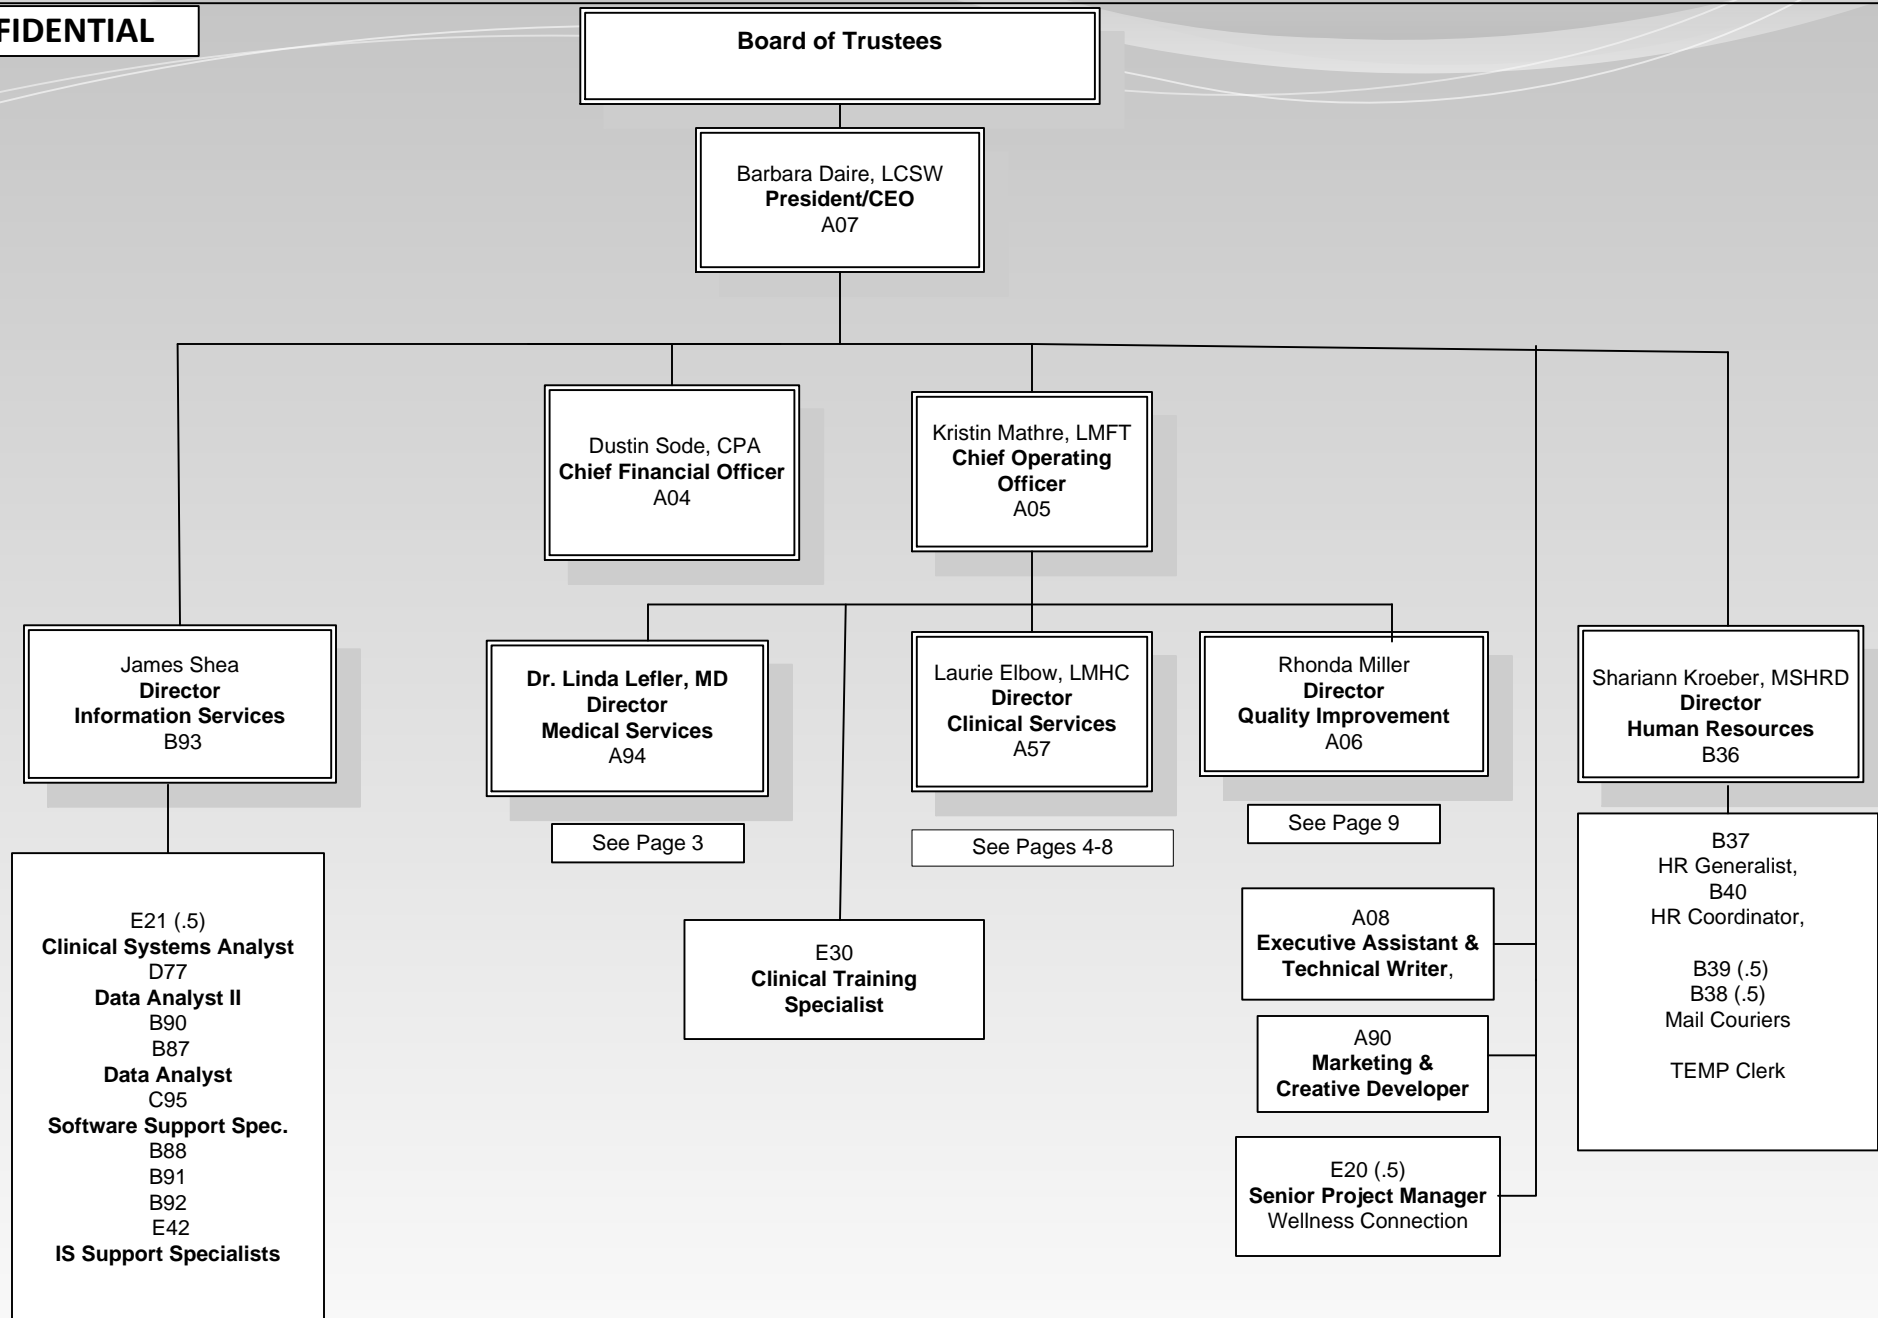 FIDENTIAL
Board of Trustees
Barbara Daire, LCSW
President/CEO
A07
Dustin Sode, CPA
Chief Financial Officer
A04
Kristin Mathre, LMFT
Chief Operating
Officer
A05
James Shea
Director
Information Services
B93
Dr. Linda Lefler, MD
Director
Medical Services
A94
Laurie Elbow, LMHC
Director
Clinical Services
A57
Rhonda Miller
Director
Quality Improvement
A06
Shariann Kroeber, MSHRD
Director
Human Resources
B36
See Page 3
See Pages 4-8
See Page 9
E21 (.5)
Clinical Systems Analyst
D77
Data Analyst II
B90
B87
Data Analyst
C95
Software Support Spec.
B88
B91
B92
E42
IS Support Specialists
E30
Clinical Training
Specialist
A08
Executive Assistant &
Technical Writer,
A90
Marketing &
Creative Developer
E20 (.5)
Senior Project Manager
Wellness Connection
B37
HR Generalist,
B40
HR Coordinator,
B39 (.5)
B38 (.5)
Mail Couriers
TEMP Clerk